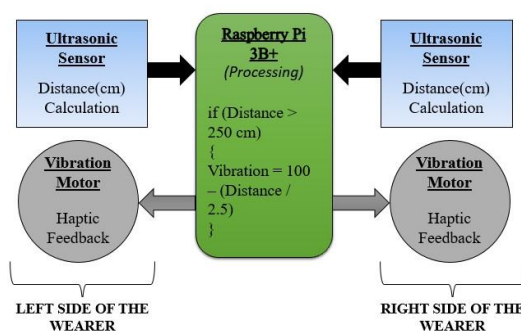 Ultrasonic
Sensor
Distance(cm)
Calculation
Vibration
Motor
Haptic
Feedback
LEFT SIDE OF THE
WEARER
Raspberry Pi
3B+
(Processing)
if (Distance >
250 cm)
{
Vibration = 100
– (Distance /
2.5)
}
Ultrasonic
Sensor
Distance(cm)
Calculation
Vibration
Motor
Haptic
Feedback
RIGHT SIDE OF THE
WEARER